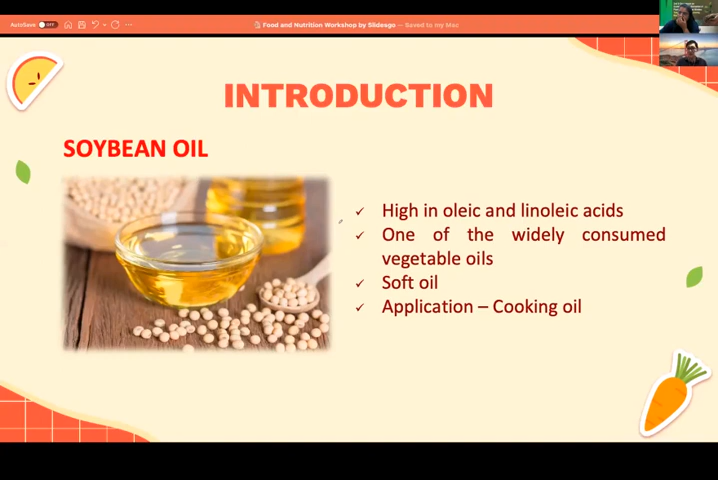 AutoSave OFF
Food and Nutrition Workshop by Slidesgo — Saved to my Mac
INTRODUCTION
SOYBEAN OIL
✓ High in oleic and linoleic acids
✓ One of the widely consumed
vegetable oils
✓ Soft oil
✓ Application – Cooking oil